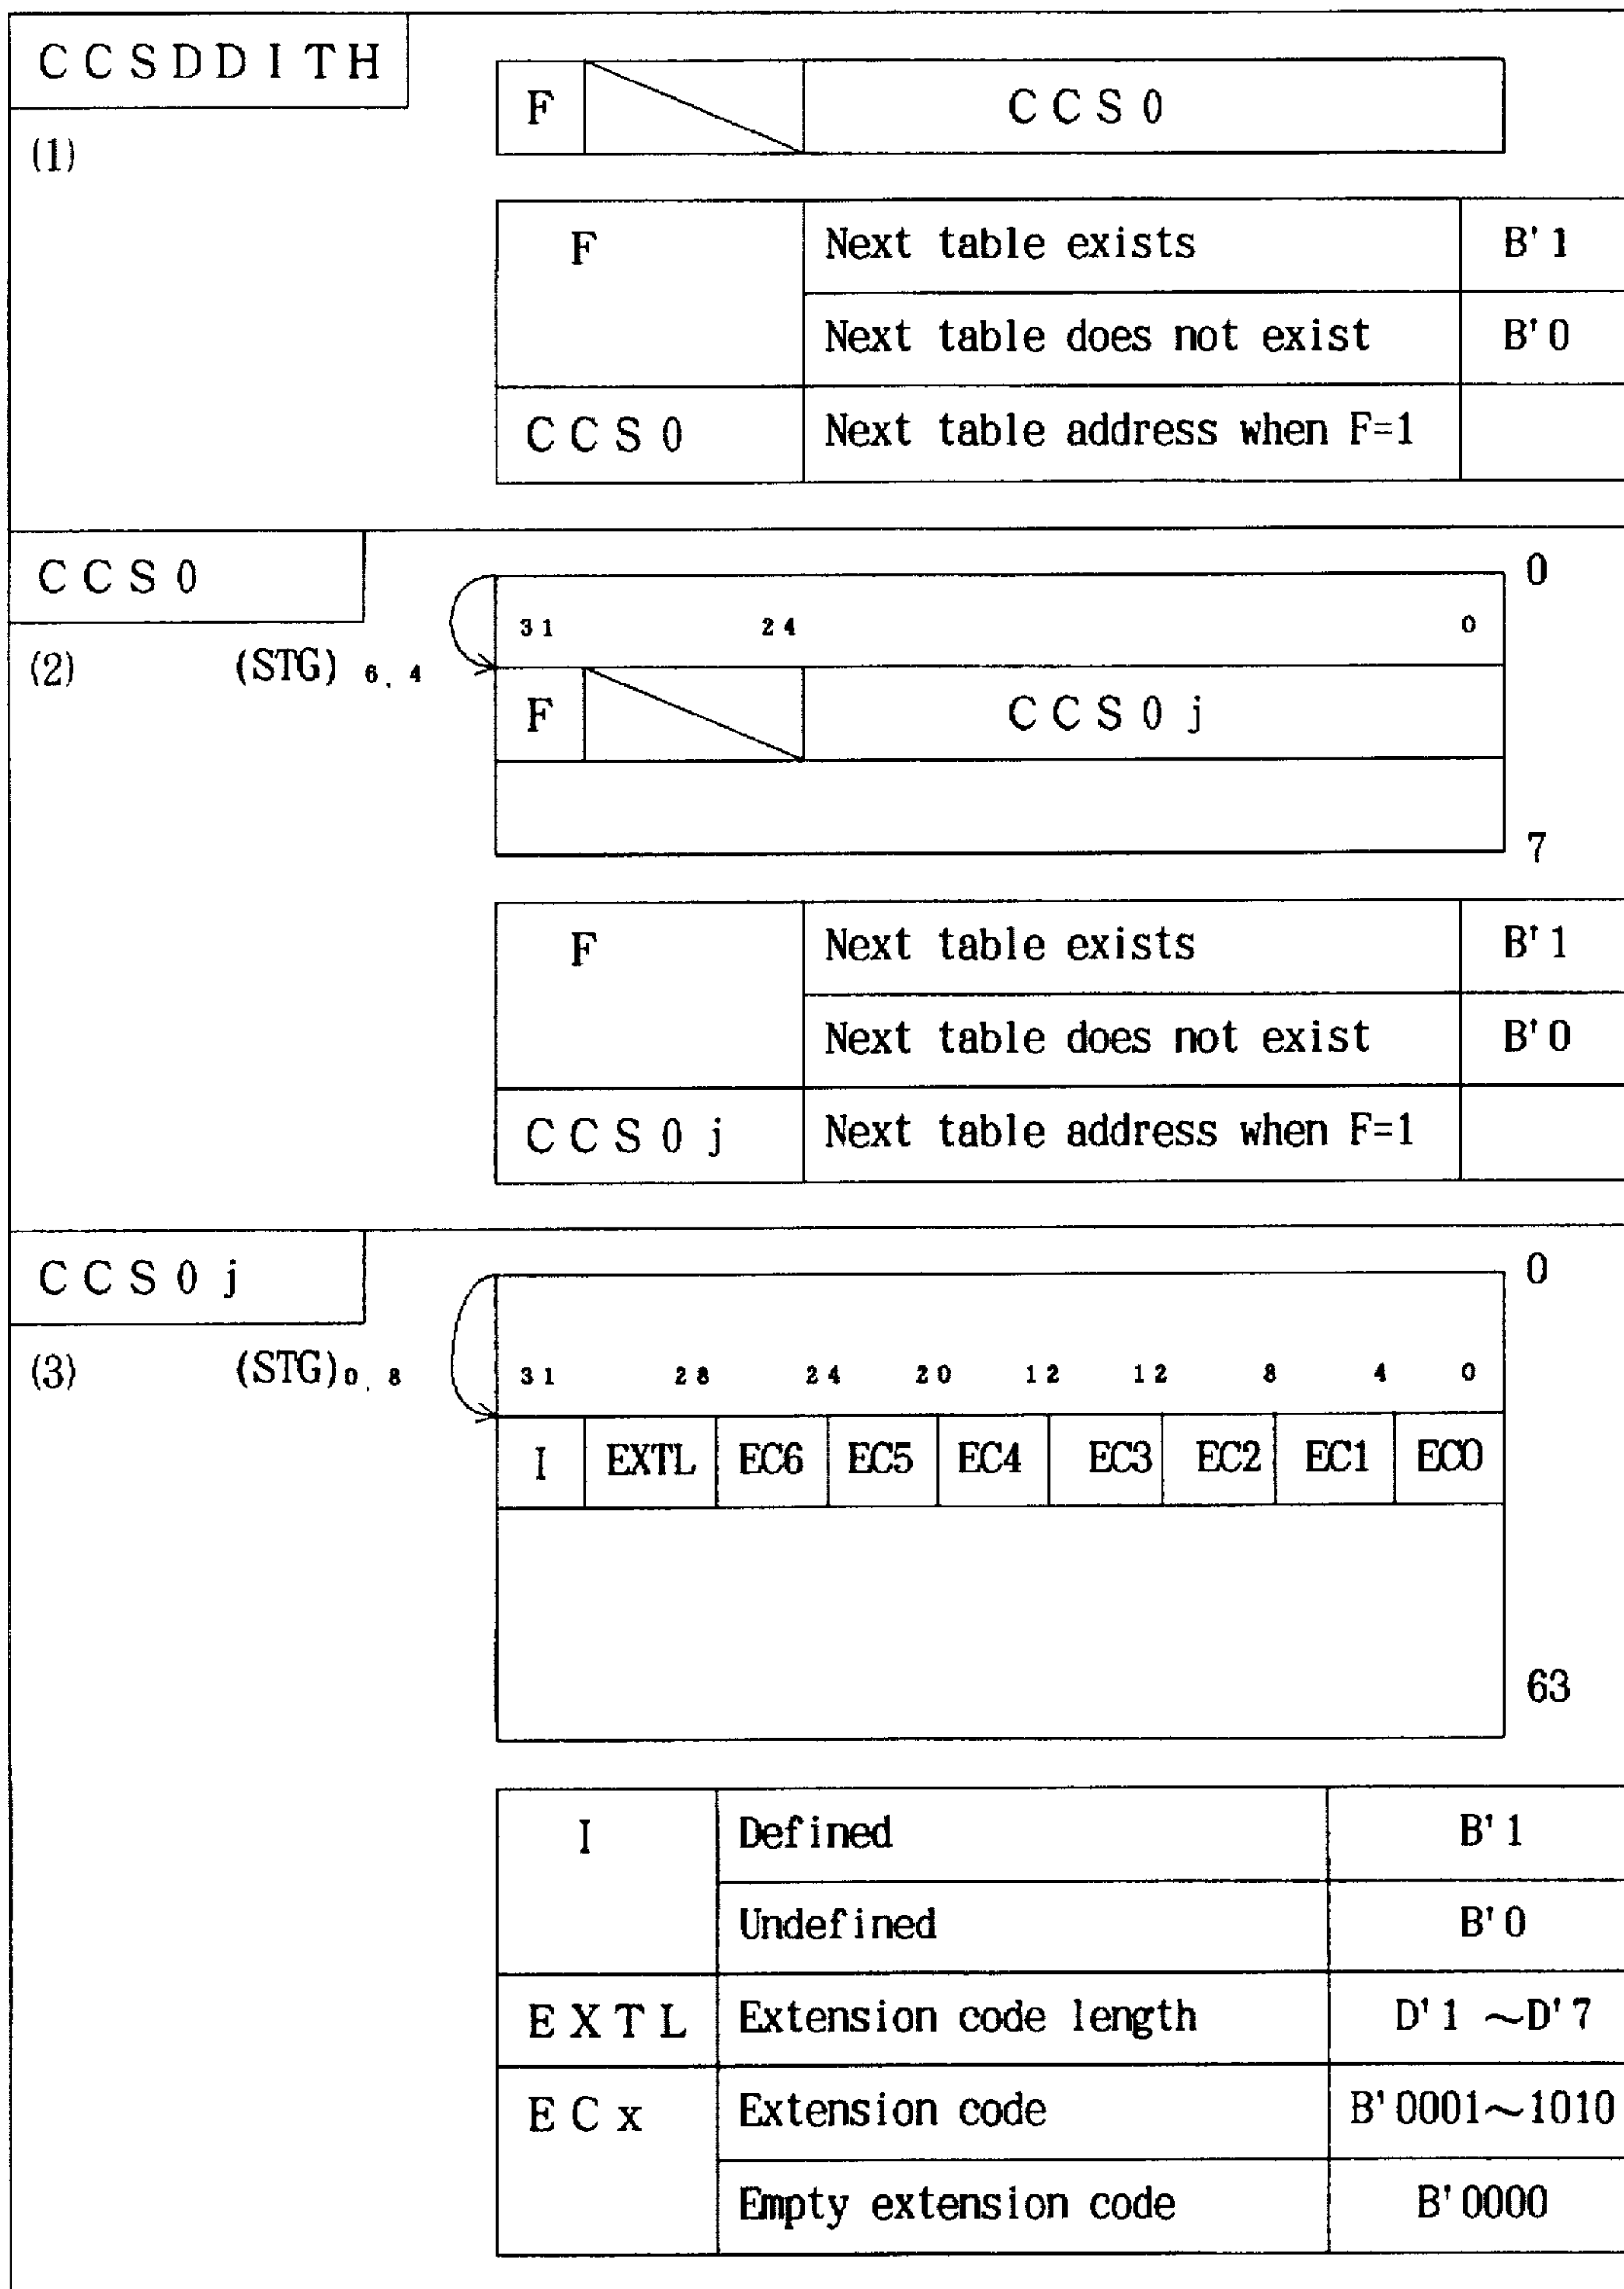 CCSDDITH
F CCS0
(1)
F Next table exists B'1
Next table does not exist B'0
CCS0 Next table address when F=1
CCS0
0
31 24 0
(2) (STG) 6, 4
F CCS0j
7
F Next table exists B'1
Next table does not exist B'0
CCS0j Next table address when F=1
CCS0j
0
(3) (STG)0, 8
31 28 24 20 12 12 8 4 0
I EXTL EC6 EC5 EC4 EC3 EC2 EC1 EC0
63
I Defined B'1
Undefined B'0
EXTL Extension code length D'1 ~D'7
ECx Extension code B'0001~1010
Empty extension code B'0000